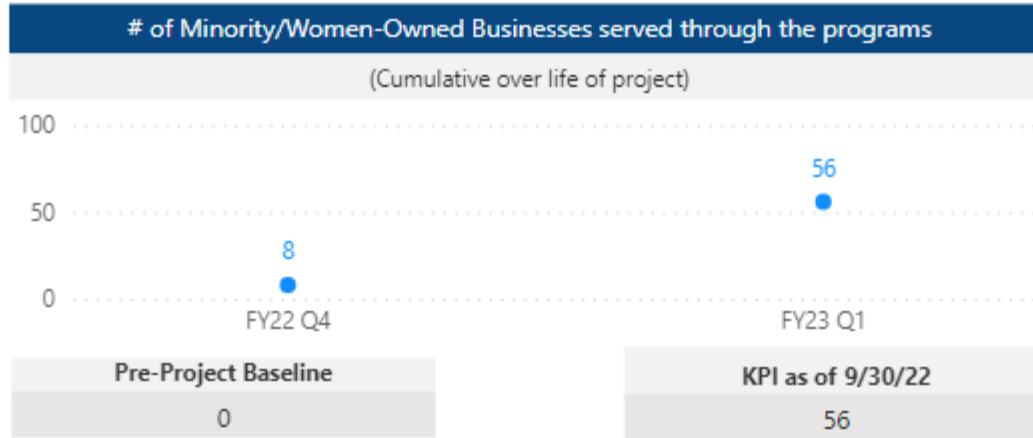 # of Minority/Women-Owned Businesses served through the programs
(Cumulative over life of project)
100
56
50
8
0
FY22 Q4 FY23 Q1
Pre-Project Baseline KPI as of 9/30/22
0 56